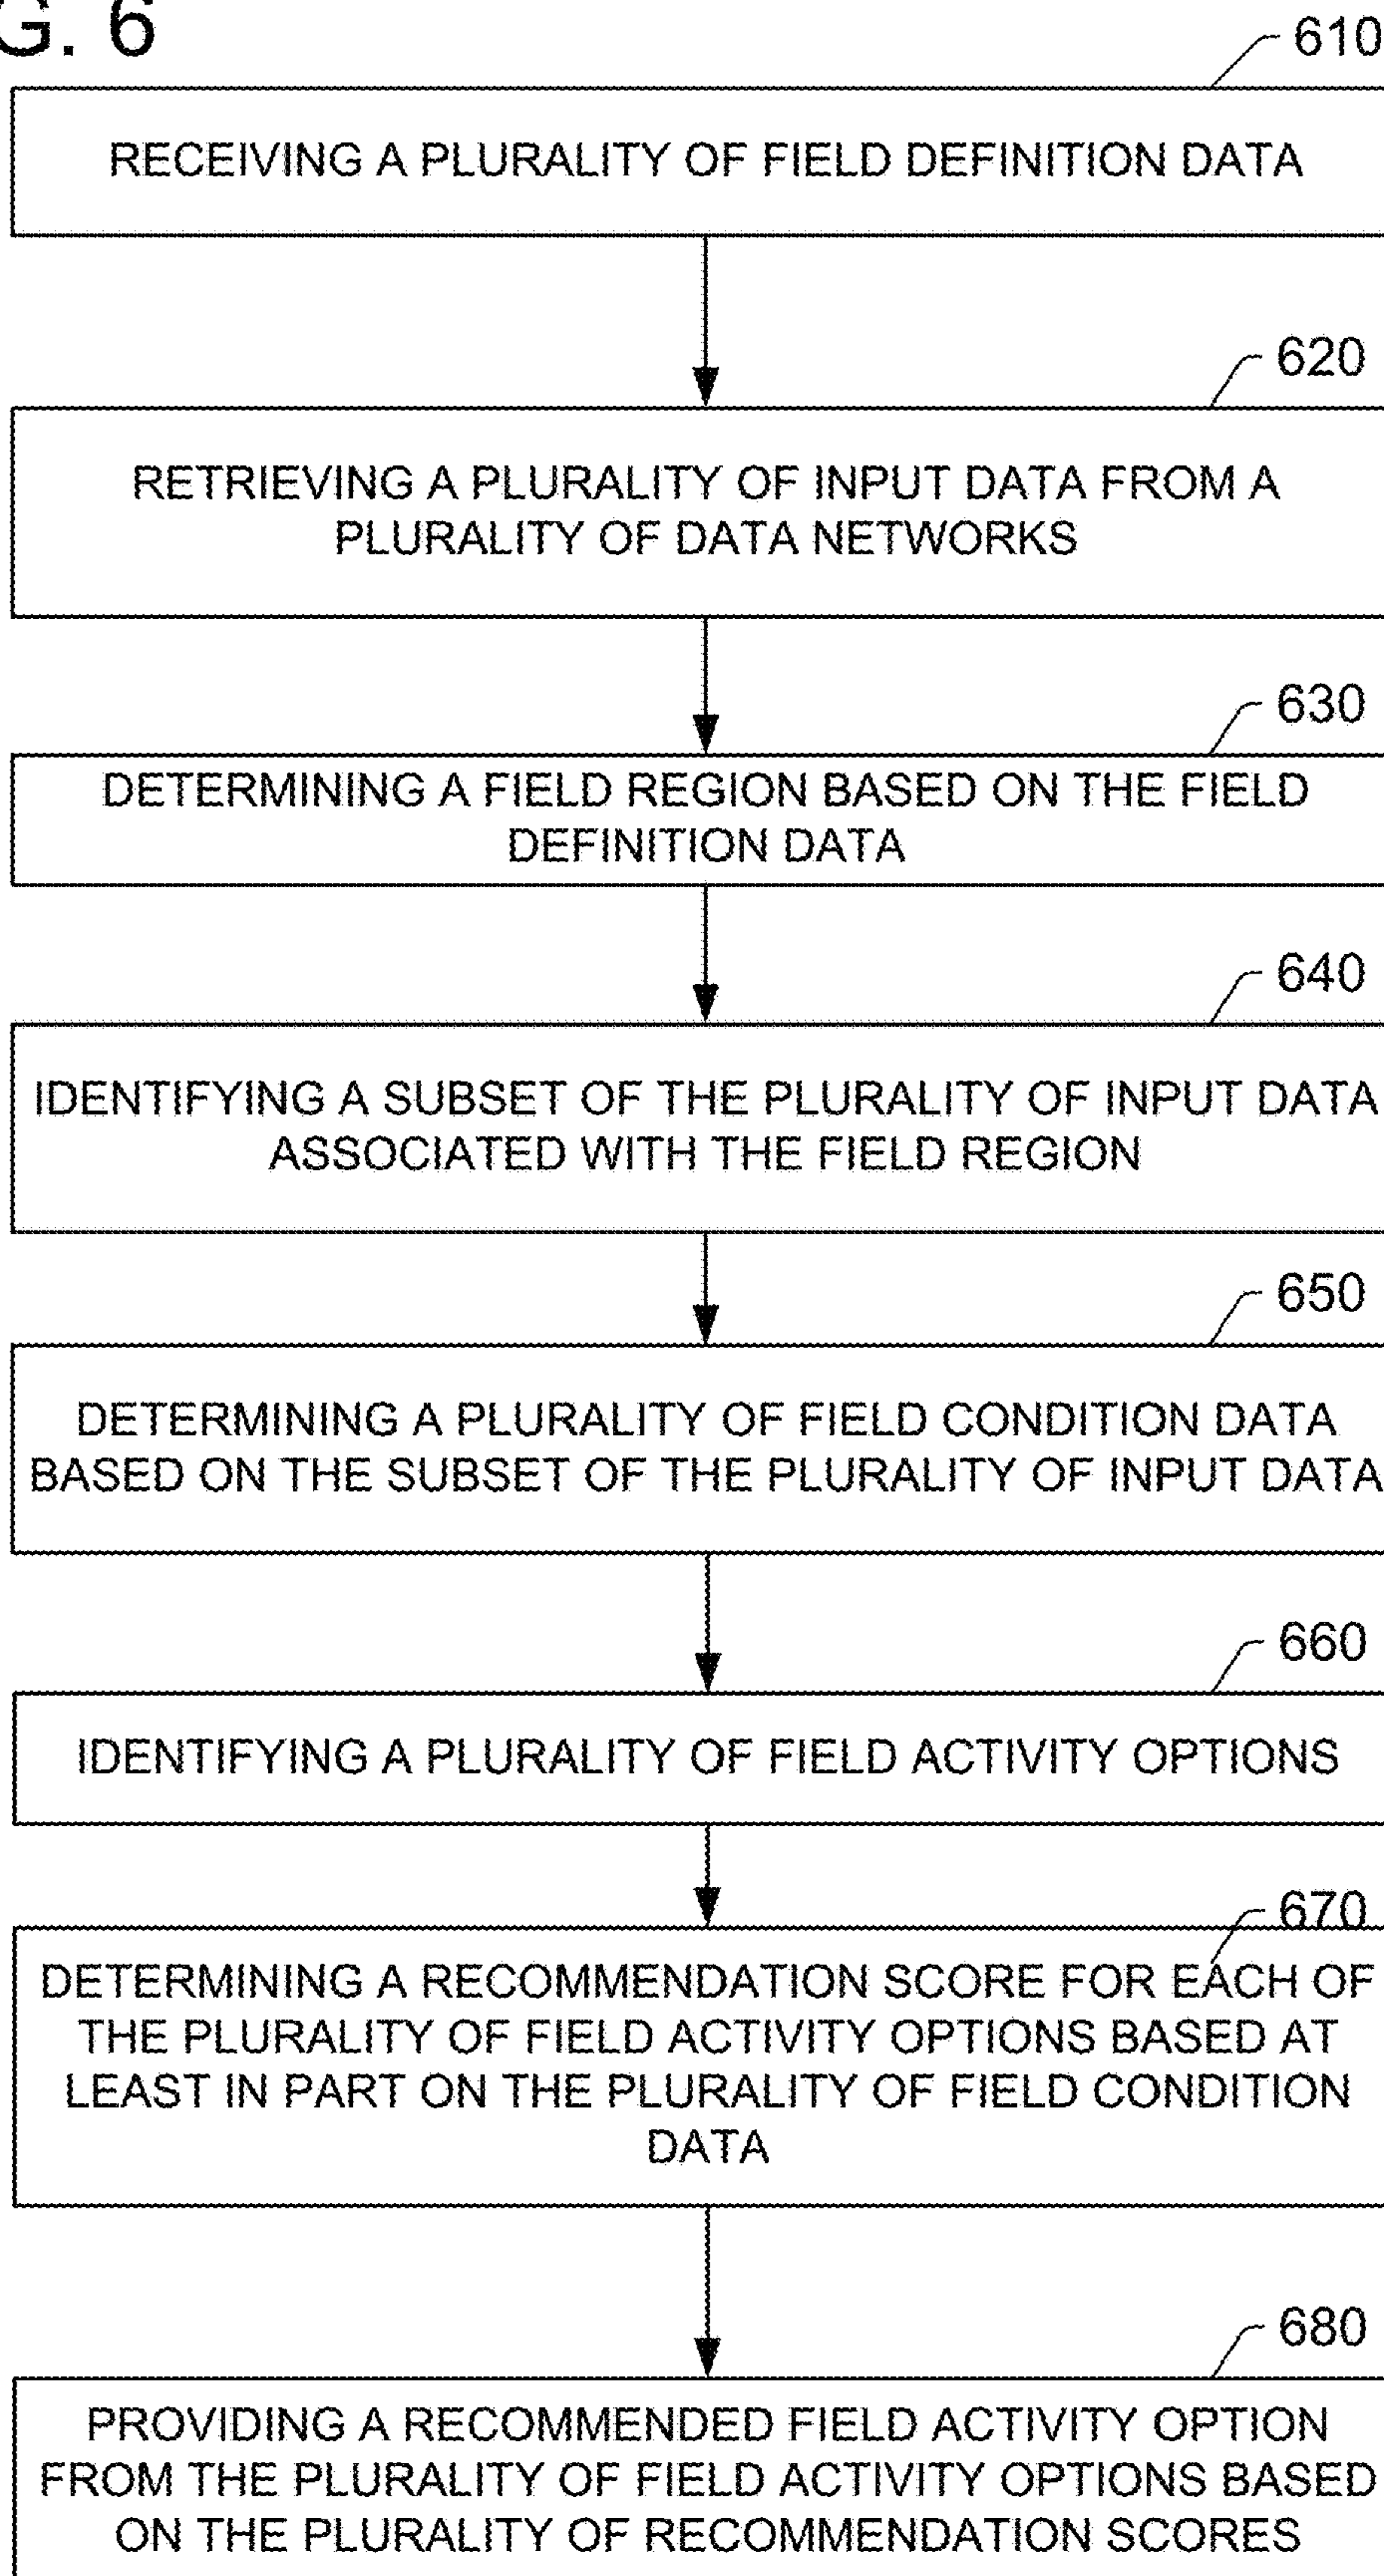 G. 6
610
RECEIVING A PLURALITY OF FIELD DEFINITION DATA
620
RETRIEVING A PLURALITY OF INPUT DATA FROM A
PLURALITY OF DATA NETWORKS
630
DETERMINING A FIELD REGION BASED ON THE FIELD
DEFINITION DATA
640
IDENTIFYING A SUBSET OF THE PLURALITY OF INPUT DATA
ASSOCIATED WITH THE FIELD REGION
650
DETERMINING A PLURALITY OF FIELD CONDITION DATA
BASED ON THE SUBSET OF THE PLURALITY OF INPUT DATA
660
IDENTIFYING A PLURALITY OF FIELD ACTIVITY OPTIONS
670
DETERMINING A RECOMMENDATION SCORE FOR EACH OF
THE PLURALITY OF FIELD ACTIVITY OPTIONS BASED AT
LEAST IN PART ON THE PLURALITY OF FIELD CONDITION
DATA
680
PROVIDING A RECOMMENDED FIELD ACTIVITY OPTION
FROM THE PLURALITY OF FIELD ACTIVITY OPTIONS BASED
ON THE PLURALITY OF RECOMMENDATION SCORES